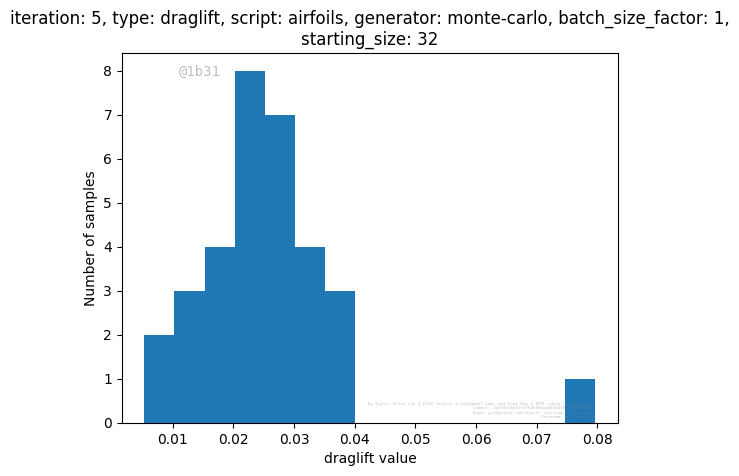 iteration: 5, type: draglift, script: airfoils, generator: monte-carlo, batch_size_factor: 1,
starting_size: 32
@1b31
8
7
6
5
4
3
2
1
0
Number of samples
0.01 0.02 0.03 0.04 0.05 0.06 0.07 0.08
draglift value